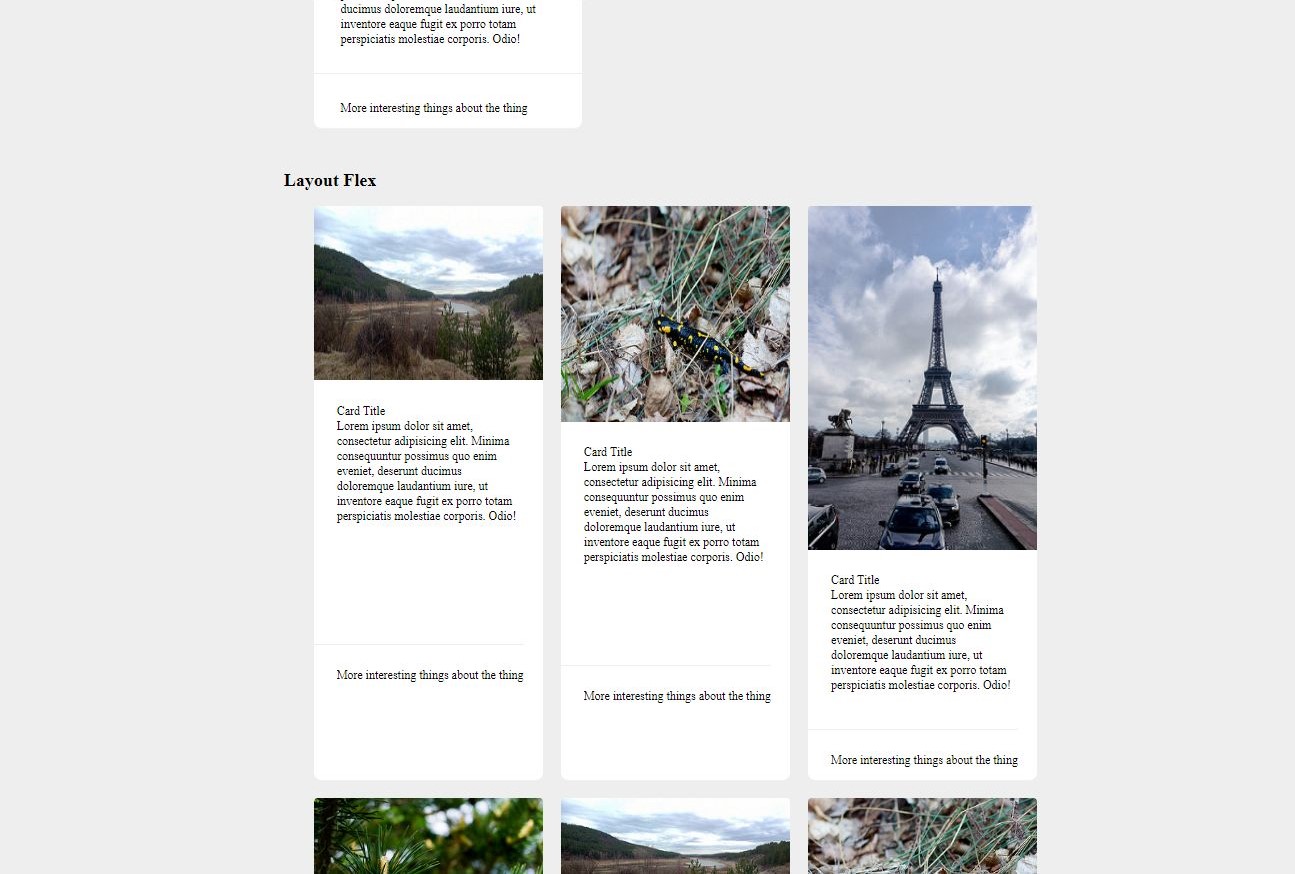 ducimus doloremque laudantium iure, ut
inventore eaque fugit ex porro totam
perspiciatis molestiae corporis. Odio!
More interesting things about the thing
Layout Flex
Card Title
Lorem ipsum dolor sit amet,
consectetur adipisicing elit. Minima
consequuntur possimus quo enim
eveniet, deserunt ducimus
doloremque laudantium iure, ut
inventore eaque fugit ex porro totam
perspiciatis molestiae corporis. Odio!
More interesting things about the thing
Card Title
Lorem ipsum dolor sit amet,
consectetur adipisicing elit. Minima
consequuntur possimus quo enim
eveniet, deserunt ducimus
doloremque laudantium iure, ut
inventore eaque fugit ex porro totam
perspiciatis molestiae corporis. Odio!
More interesting things about the thing
Card Title
Lorem ipsum dolor sit amet,
consectetur adipisicing elit. Minima
consequuntur possimus quo enim
eveniet, deserunt ducimus
doloremque laudantium iure, ut
inventore eaque fugit ex porro totam
perspiciatis molestiae corporis. Odio!
More interesting things about the thing